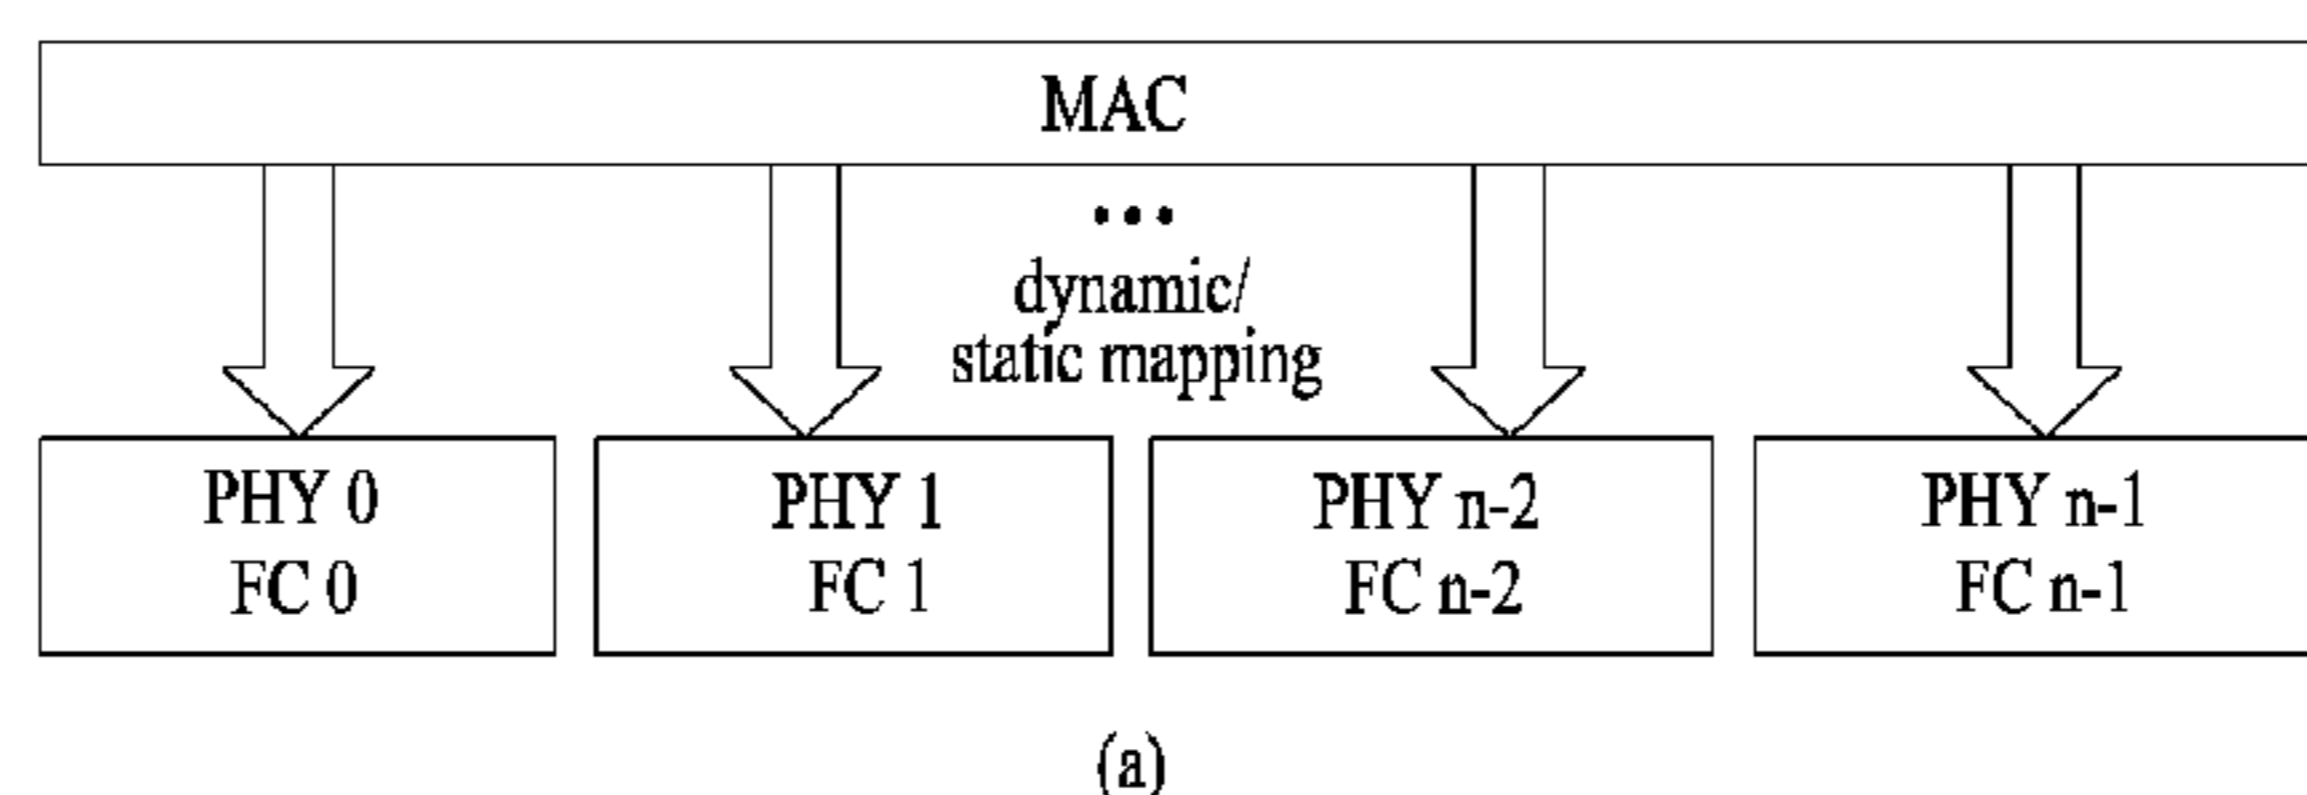 MAC
•••
dynamic/
static mapping
PHY 0
FC 0
PHY 1
FC 1
PHY n-2
FC n-2
PHY n-1
FC n-1
(a)